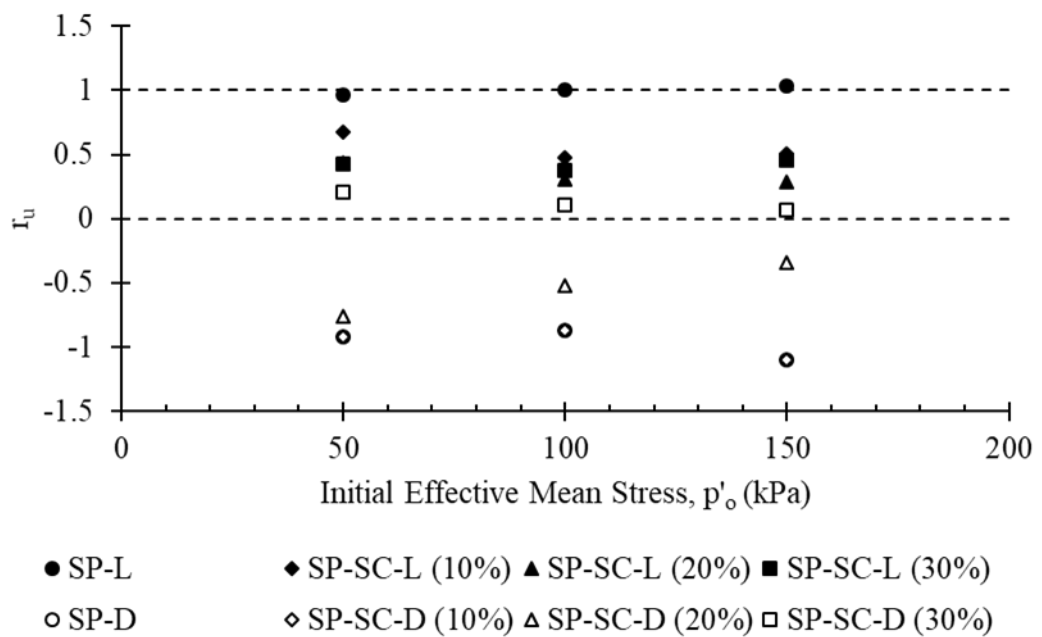 1.5
1
0.5
0
-0.5
-1
-1.5
r_u
0 50 100 150 200
Initial Effective Mean Stress, p'_o (kPa)
SP-L SP-SC-L (10%) SP-SC-L (20%) SP-SC-L (30%)
SP-D SP-SC-D (10%) SP-SC-D (20%) SP-SC-D (30%)